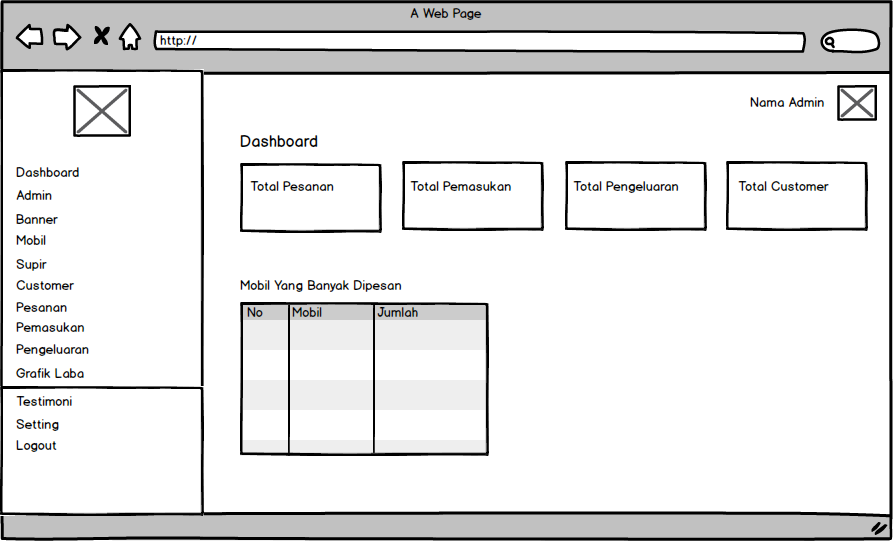 A Web Page
http://
Nama Admin
Dashboard
Admin
Banner
Mobil
Supir
Customer
Pesanan
Pemasukan
Pengeluaran
Grafik Laba
Testimoni
Setting
Logout
Dashboard
Total Pesanan
Total Pemasukan
Total Pengeluaran
Total Customer
Mobil Yang Banyak Dipesan
No Mobil Jumlah